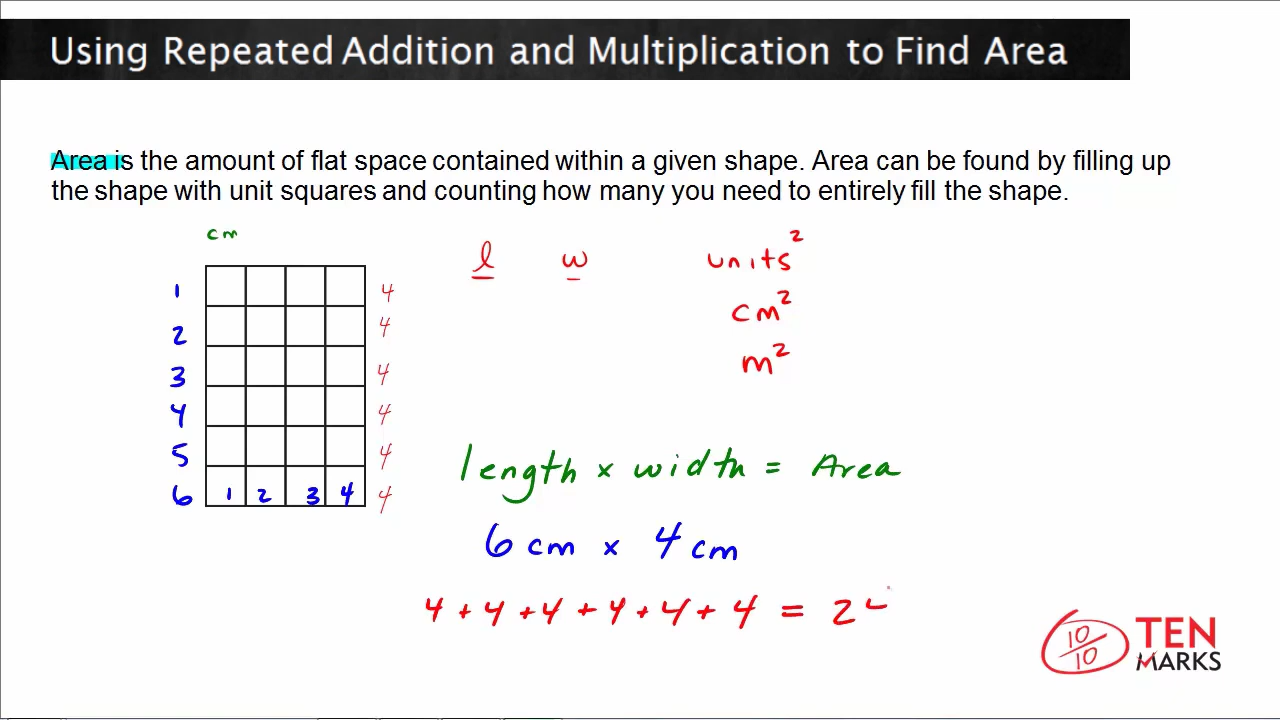 Using Repeated Addition and Multiplication to Find Area
Area is the amount of flat space contained within a given shape. Area can be found by filling up
the shape with unit squares and counting how many you need to entirely fill the shape.
cm
l w units²
cm²
m²
1 4
2 4
3 4
4 4
5 4
6 1 2 3 4 4
length x width = Area
6 cm x 4 cm
4 + 4 + 4 + 4 + 4 + 4 = 2
10/10
TEN
MARKS